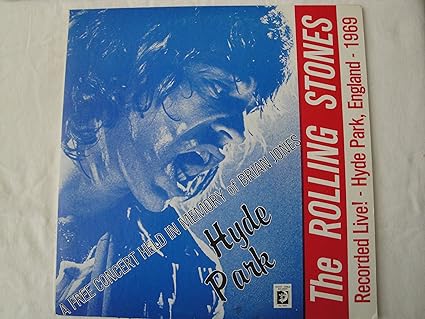 A FREE CONCERT HELD IN MEMORY of BRIAN JONES
Hyde
Park
The ROLLING STONES
Recorded Live! - Hyde Park, England - 1969